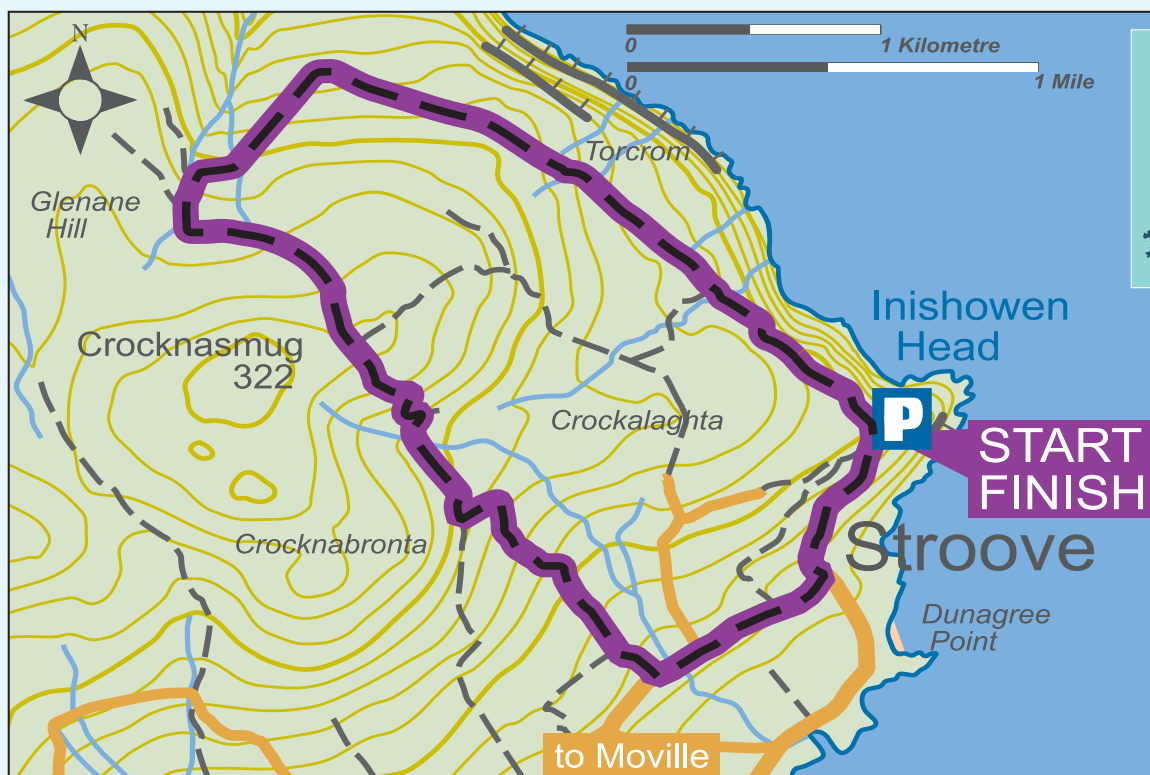 N
0
1 Kilometre
0
1 Mile
Torcrom
Glenane
Hill
Inishowen
Head
Crocknasmug
322
Crockalaghta
P
START
FINISH
Crocknabronta
Stroove
Dunagree
Point
to Moville